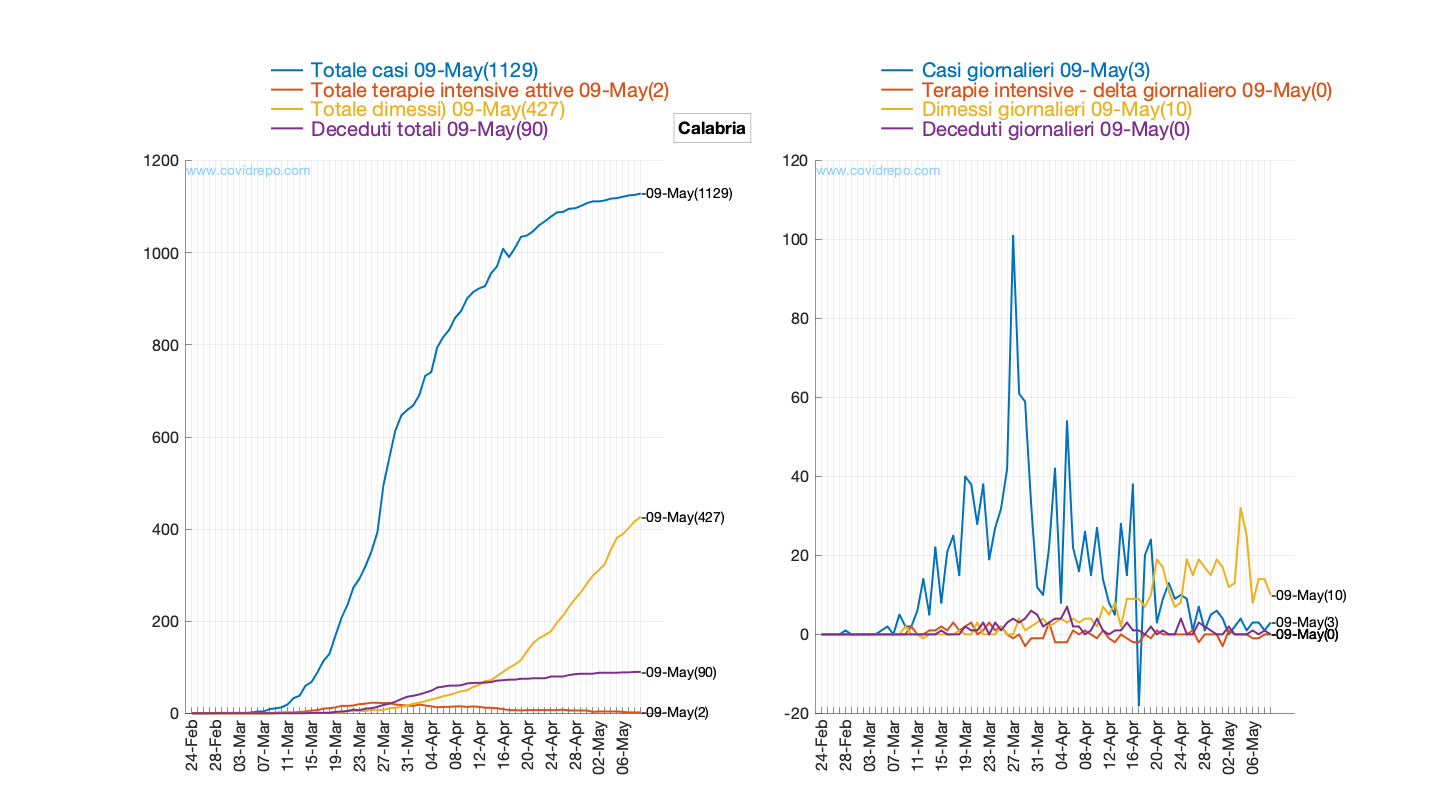 Totale casi 09-May(1129)
Totale terapie intensive attive 09-May(2)
Totale dimessi) 09-May(427)
Deceduti totali 09-May(90)
Calabria
Casi giornalieri 09-May(3)
Terapie intensive - delta giornaliero 09-May(0)
Dimessi giornalieri 09-May(10)
Deceduti giornalieri 09-May(0)
www.covidrepo.com
1200
1000
800
600
400
200
0
-09-May(1129)
-09-May(427)
-09-May(90)
-09-May(2)
24-Feb
28-Feb
03-Mar
07-Mar
11-Mar
15-Mar
19-Mar
23-Mar
27-Mar
31-Mar
04-Apr
08-Apr
12-Apr
16-Apr
20-Apr
24-Apr
28-Apr
02-May
06-May
www.covidrepo.com
120
100
80
60
40
20
0
-20
-09-May(10)
-09-May(3)
-09-May(0)
24-Feb
28-Feb
03-Mar
07-Mar
11-Mar
15-Mar
19-Mar
23-Mar
27-Mar
31-Mar
04-Apr
08-Apr
12-Apr
16-Apr
20-Apr
24-Apr
28-Apr
02-May
06-May